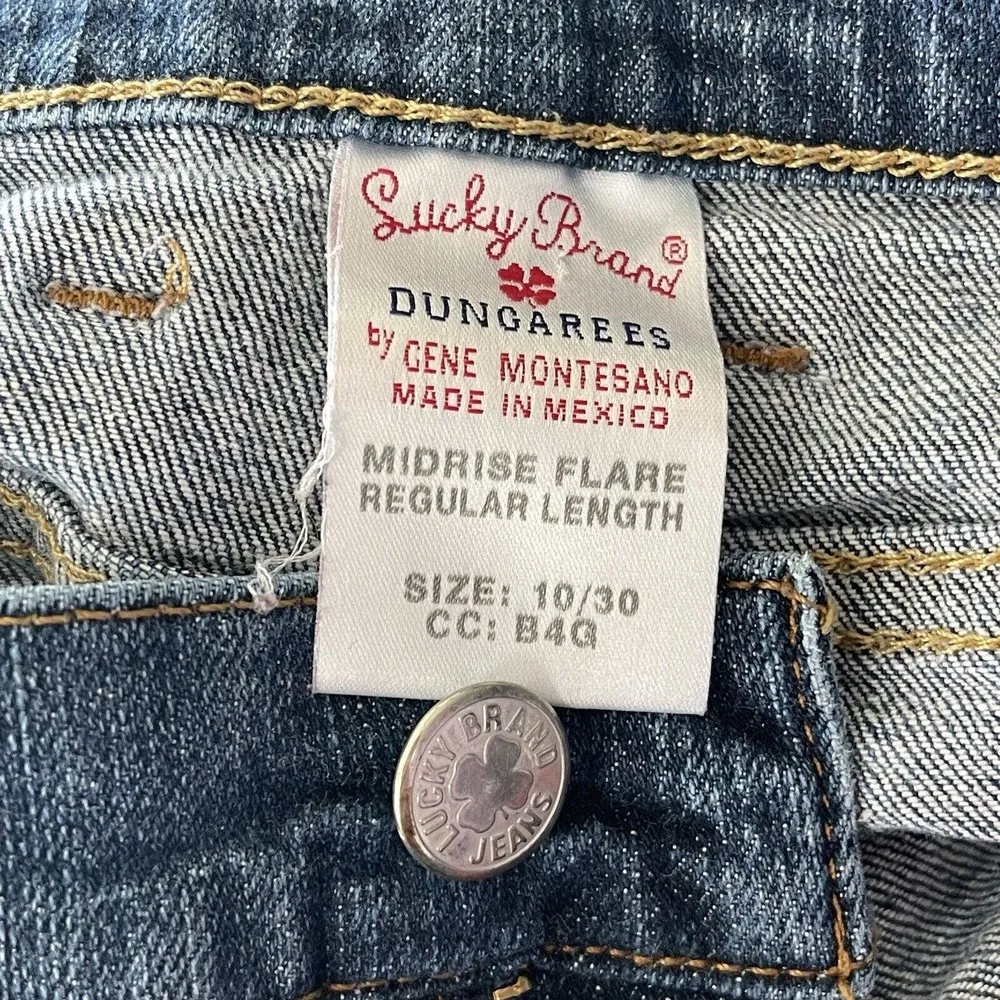 Lucky Brand®
DUNGAREES
by GENE MONTESANO
MADE IN MEXICO
MIDRISE FLARE
REGULAR LENGTH
SIZE: 10/30
CC: B4G
LUCKY BRAND
JEANS